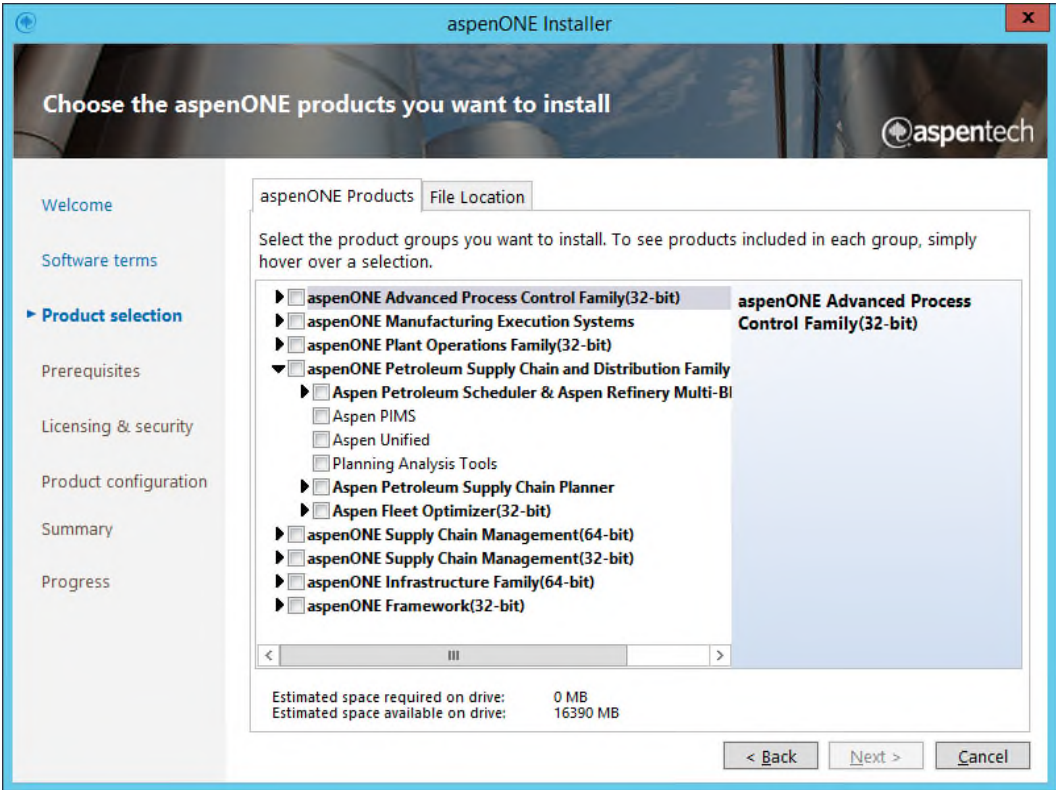 aspenONE Installer
x
Choose the aspenONE products you want to install
aspentech
Welcome
Software terms
Product selection
Prerequisites
Licensing & security
Product configuration
Summary
Progress
aspenONE Products
File Location
Select the product groups you want to install. To see products included in each group, simply
hover over a selection.
aspenONE Advanced Process Control Family(32-bit)
aspenONE Manufacturing Execution Systems
aspenONE Plant Operations Family(32-bit)
aspenONE Petroleum Supply Chain and Distribution Family
Aspen Petroleum Scheduler & Aspen Refinery Multi-Bl
Aspen PIMS
Aspen Unified
Planning Analysis Tools
Aspen Petroleum Supply Chain Planner
Aspen Fleet Optimizer(32-bit)
aspenONE Supply Chain Management(64-bit)
aspenONE Supply Chain Management(32-bit)
aspenONE Infrastructure Family(64-bit)
aspenONE Framework(32-bit)
aspenONE Advanced Process
Control Family(32-bit)
Estimated space required on drive: 0 MB
Estimated space available on drive: 16390 MB
< Back
Next >
Cancel